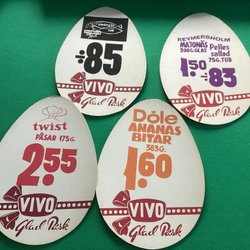 -:85
VIVO
Glad Påsk
REYMERSHOLM
MAJONÄS
200G. GLAS
Pelles
sallad
75G. TUB
1.50
-:83
VIVO
Glad Påsk
twist
PÅSAR 175G.
2.55
VIVO
Glad Påsk
Dole
ANANAS
BITAR
383G.
1.60
VIVO
Glad Påsk